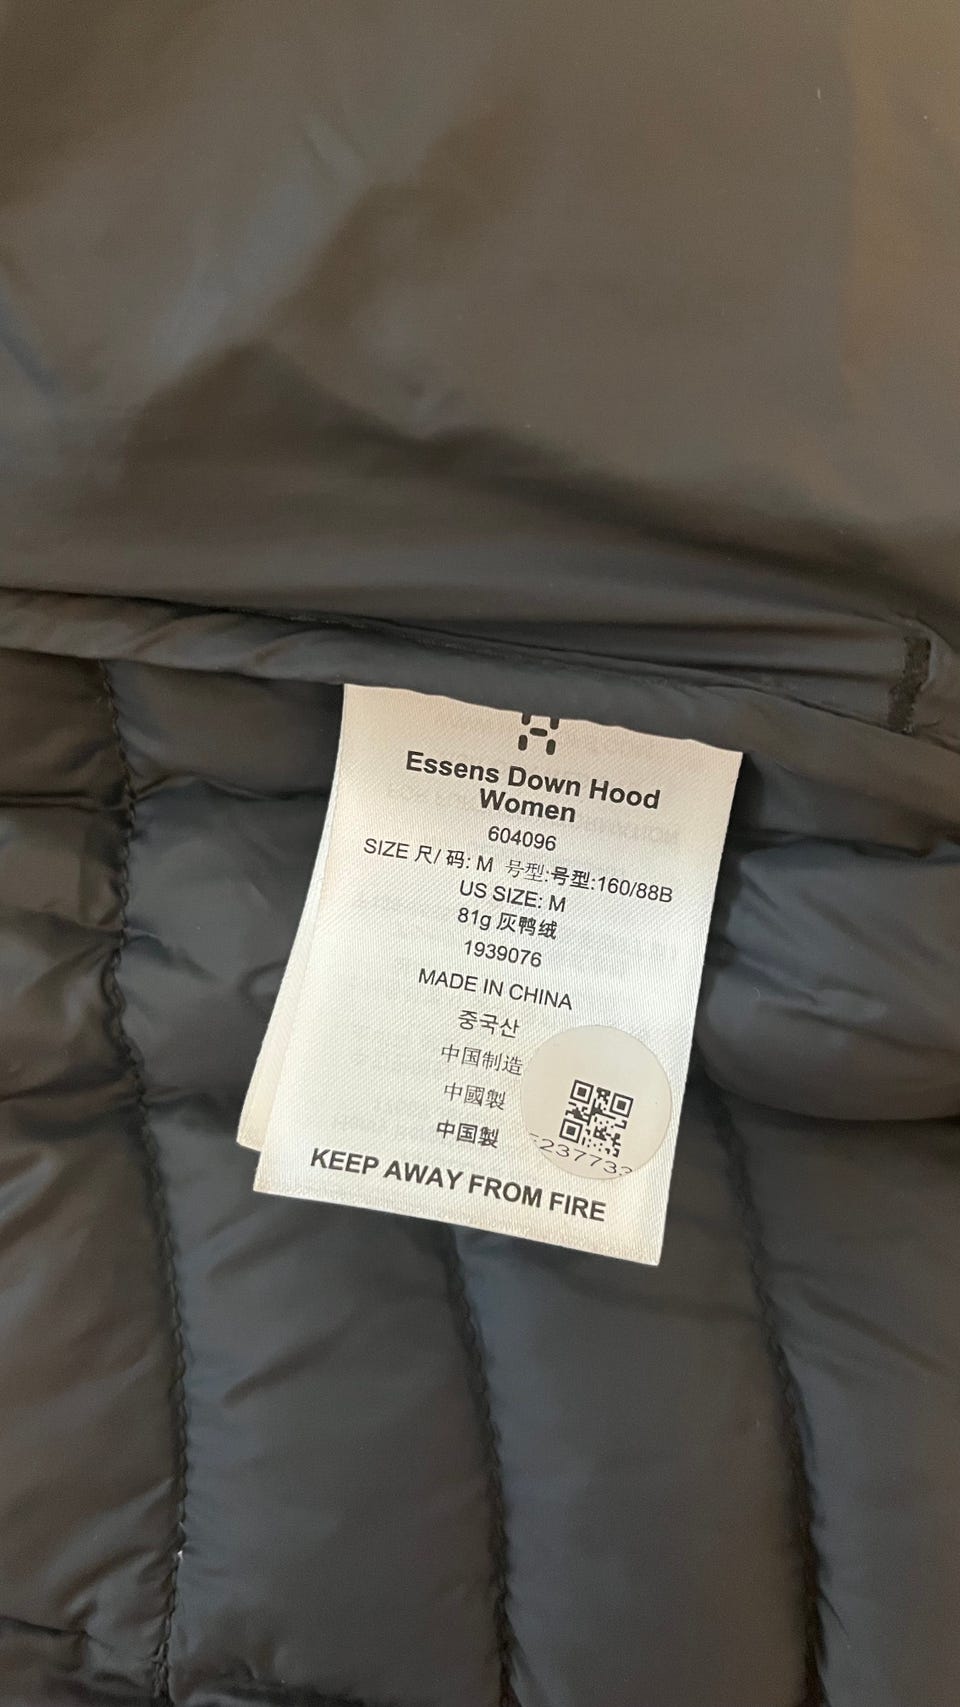 Essens Down Hood
Women
604096
SIZE 尺/ 码: M 号型:号型:160/88B
US SIZE: M
81g 灰鸭绒
1939076
MADE IN CHINA
중국산
中国制造
中國製
中国製
237733
KEEP AWAY FROM FIRE